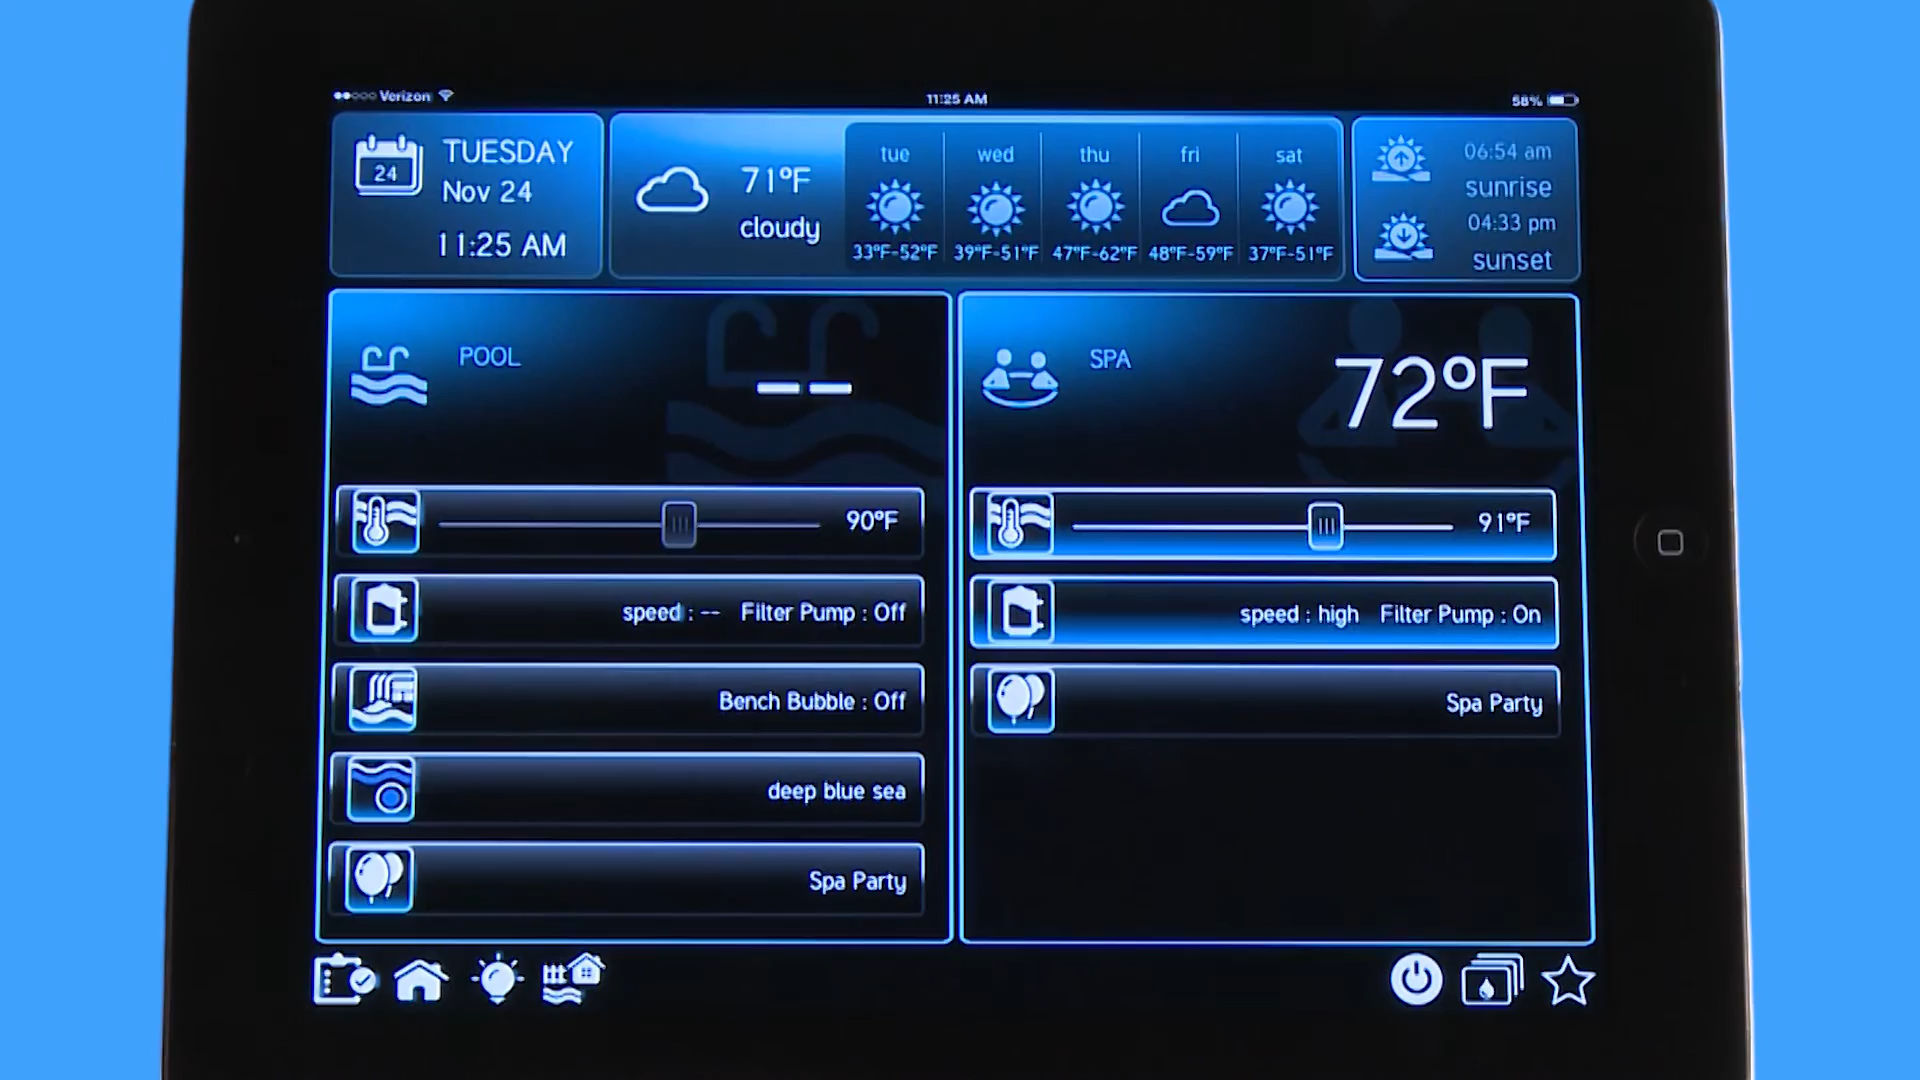 Verizon
11:25 AM
58%
24
TUESDAY
Nov 24
11:25 AM
71°F
cloudy
tue
33°F-52°F
wed
39°F-51°F
thu
47°F-62°F
fri
48°F-59°F
sat
37°F-51°F
06:54 am
sunrise
04:33 pm
sunset
POOL
-- 
90°F
speed : -- Filter Pump : Off
Bench Bubble : Off
deep blue sea
Spa Party
SPA
72°F
91°F
speed : high Filter Pump : On
Spa Party